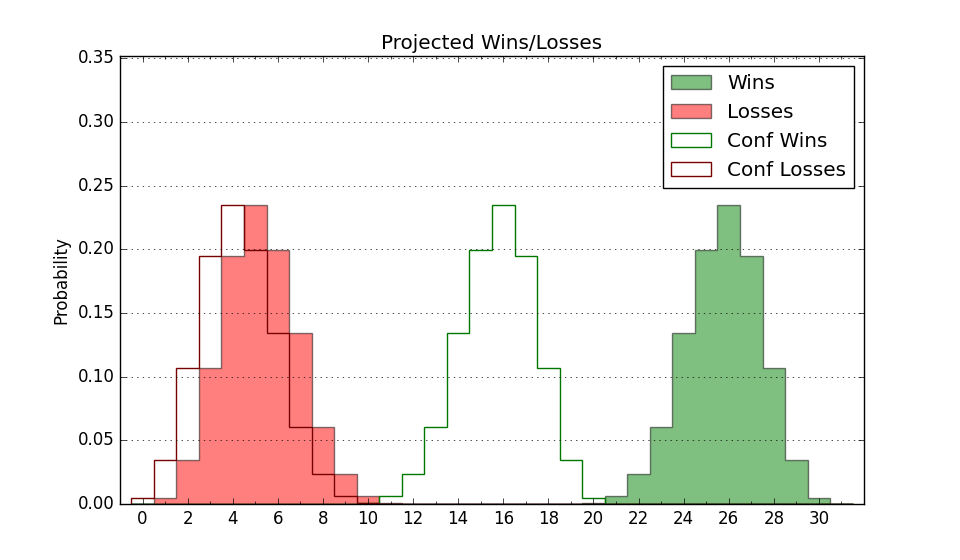 Projected Wins/Losses
0.35
0.30
0.25
0.20
0.15
0.10
0.05
0.00
Probability
Wins
Losses
Conf Wins
Conf Losses
0 2 4 6 8 10 12 14 16 18 20 22 24 26 28 30